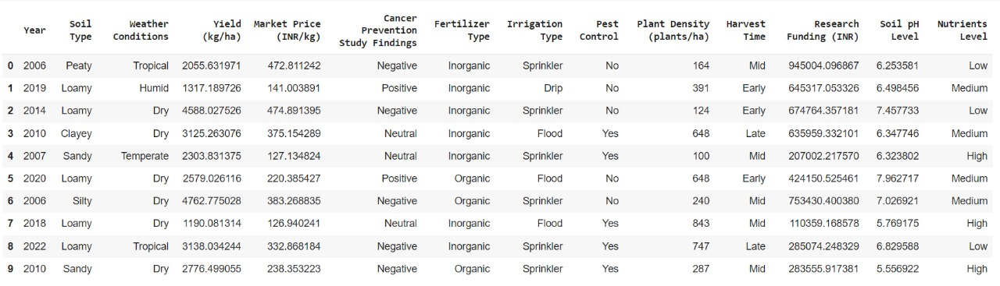 Year Soil Type Weather Conditions Yield (kg/ha) Market Price (INR/kg) Cancer Prevention Study Findings Fertilizer Type Irrigation Type Pest Control Plant Density (plants/ha) Harvest Time Research Funding (INR) Soil pH Level Nutrients Level
0 2006 Peaty Tropical 2055.631971 472.811242 Negative Inorganic Sprinkler No 164 Mid 945004.096867 6.253581 Low
1 2019 Loamy Humid 1317.189726 141.003891 Positive Inorganic Drip No 391 Early 645317.053326 6.498456 Medium
2 2014 Loamy Dry 4588.027526 474.891395 Negative Inorganic Sprinkler No 124 Early 674764.357181 7.457733 Low
3 2010 Clayey Dry 3125.263076 375.154289 Neutral Inorganic Flood Yes 648 Late 635959.332101 6.347746 Medium
4 2007 Sandy Temperate 2303.831375 127.134824 Neutral Inorganic Sprinkler Yes 100 Mid 207002.217570 6.323802 High
5 2020 Loamy Dry 2579.026116 220.385427 Positive Organic Flood No 648 Early 424150.525461 7.962717 Medium
6 2006 Silty Dry 4762.775028 383.268835 Negative Organic Sprinkler No 240 Mid 753430.400380 7.026921 Medium
7 2018 Loamy Dry 1190.081314 126.940241 Neutral Inorganic Flood Yes 843 Mid 110359.168578 5.769175 High
8 2022 Loamy Tropical 3138.034244 332.868184 Negative Inorganic Sprinkler Yes 747 Late 285074.248329 6.829588 Low
9 2010 Sandy Dry 2776.499055 238.353223 Negative Organic Sprinkler Yes 287 Mid 283555.917381 5.556922 High